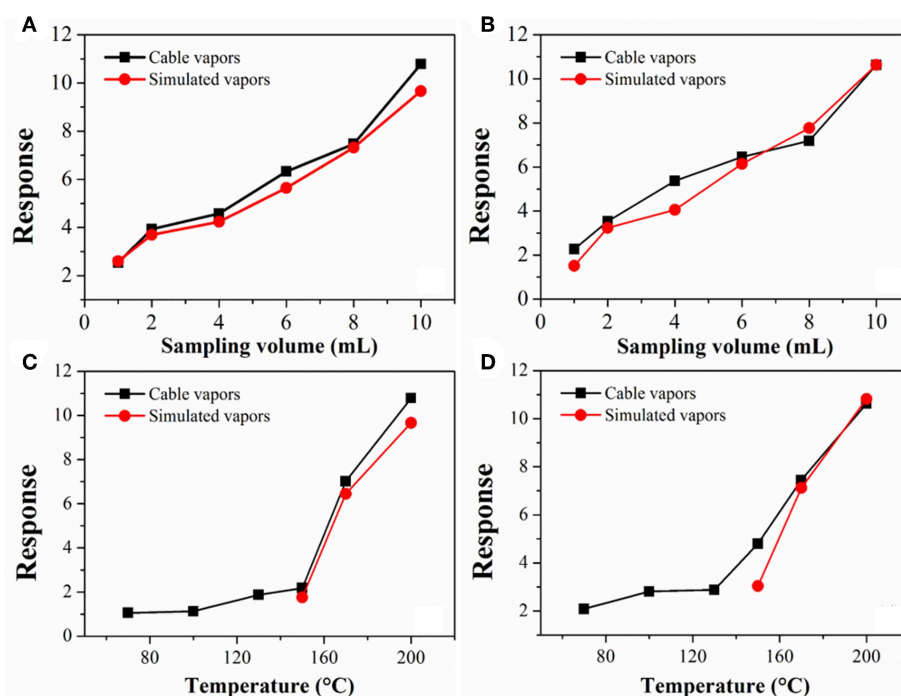 A
12
10
8
6
4
2
Response
Cable vapors
Simulated vapors
0 2 4 6 8 10
Sampling volume (mL)
B
12
10
8
6
4
2
0
Response
Cable vapors
Simulated vapors
0 2 4 6 8 10
Sampling volume (mL)
C
12
10
8
6
4
2
0
Response
Cable vapors
Simulated vapors
80 120 160 200
Temperature (°C)
D
12
10
8
6
4
2
Response
Cable vapors
Simulated vapors
80 120 160 200
Temperature (°C)